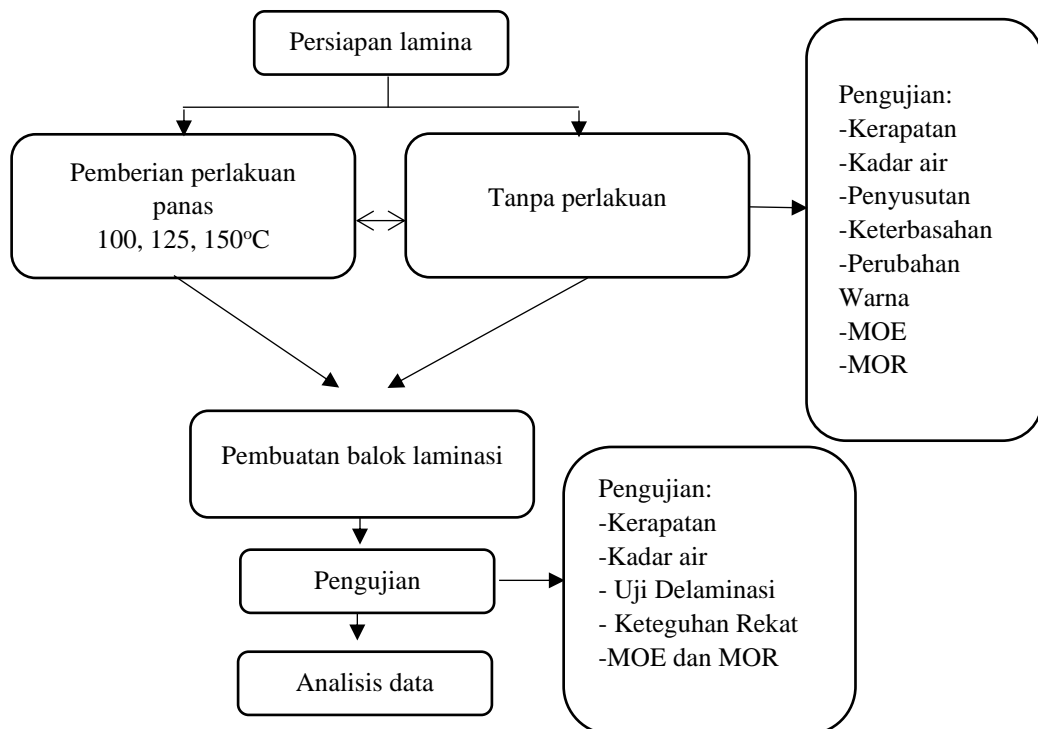 Persiapan lamina
Pemberian perlakuan
panas
100, 125, 150°C
Tanpa perlakuan
Pengujian:
-Kerapatan
-Kadar air
-Penyusutan
-Keterbasahan
-Perubahan
Warna
-MOE
-MOR
Pembuatan balok laminasi
Pengujian
Pengujian:
-Kerapatan
-Kadar air
- Uji Delaminasi
- Keteguhan Rekat
-MOE dan MOR
Analisis data